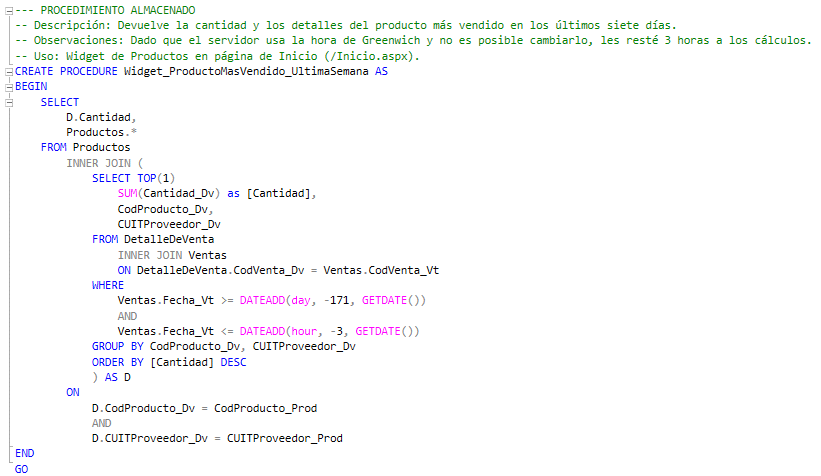 --- PROCEDIMIENTO ALMACENADO
-- Descripción: Devuelve la cantidad y los detalles del producto más vendido en los últimos siete días.
-- Observaciones: Dado que el servidor usa la hora de Greenwich y no es posible cambiarlo, les resté 3 horas a los cálculos.
-- Uso: Widget de Productos en página de Inicio (/Inicio.aspx).
CREATE PROCEDURE Widget_ProductoMasVendido_UltimaSemana AS
BEGIN
    SELECT
        D.Cantidad,
        Productos.*
    FROM Productos
        INNER JOIN (
            SELECT TOP(1)
                SUM(Cantidad_Dv) as [Cantidad],
                CodProducto_Dv,
                CUITProveedor_Dv
            FROM DetalleDeVenta
                INNER JOIN Ventas
                ON DetalleDeVenta.CodVenta_Dv = Ventas.CodVenta_Vt
            WHERE
                Ventas.Fecha_Vt >= DATEADD(day, -171, GETDATE())
                AND
                Ventas.Fecha_Vt <= DATEADD(hour, -3, GETDATE())
            GROUP BY CodProducto_Dv, CUITProveedor_Dv
            ORDER BY [Cantidad] DESC
            ) AS D
        ON
            D.CodProducto_Dv = CodProducto_Prod
            AND
            D.CUITProveedor_Dv = CUITProveedor_Prod
END
GO